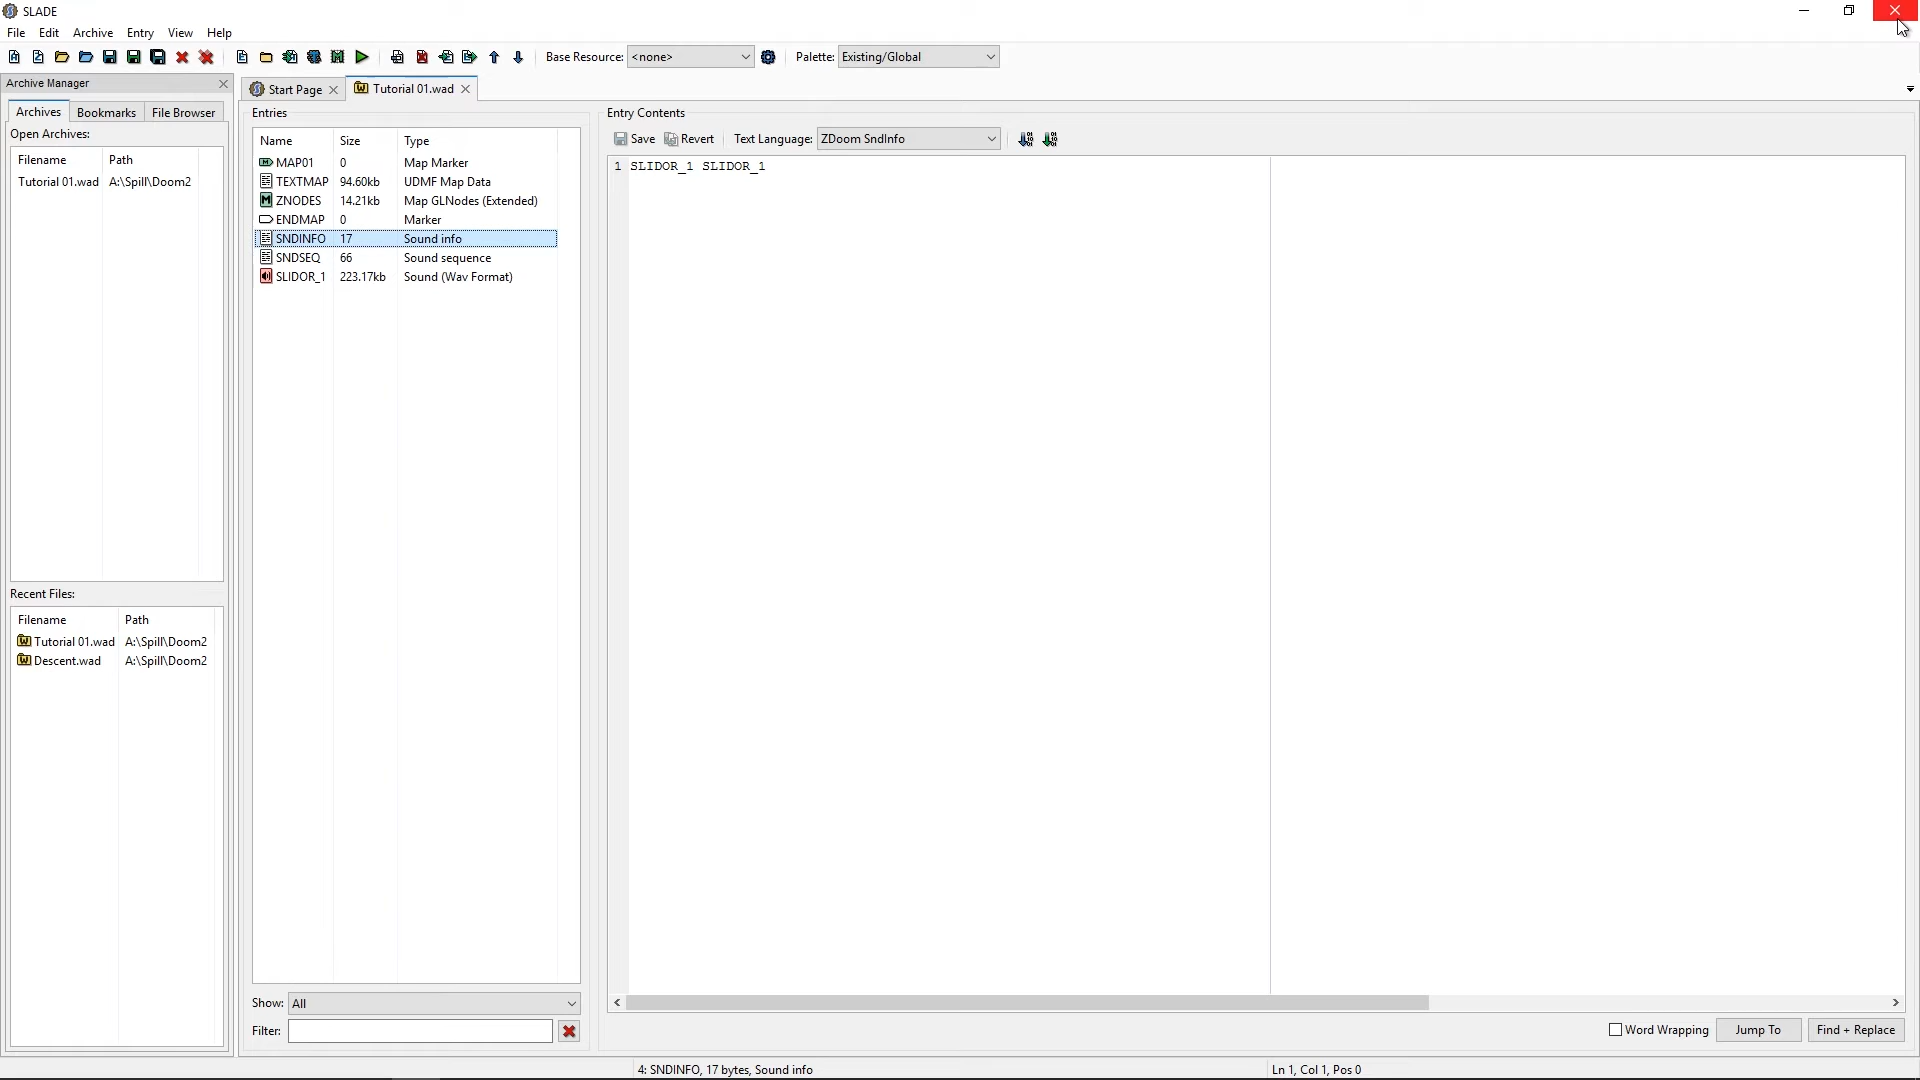 SLADE
File Edit Archive Entry View Help
Base Resource: <none> Palette: Existing/Global
Archive Manager
Start Page Tutorial 01.wad
Archives Bookmarks File Browser
Open Archives:
Filename Path
Tutorial 01.wad A:\Spill\Doom2
Recent Files:
Filename Path
Tutorial 01.wad A:\Spill\Doom2
Descent.wad A:\Spill\Doom2
Entries
Name Size Type
MAP01 0 Map Marker
TEXTMAP 94.60kb UDMF Map Data
ZNODES 14.21kb Map GLNodes (Extended)
ENDMAP 0 Marker
SNDINFO 17 Sound info
SNDSEQ 66 Sound sequence
SLIDOR_1 223.17kb Sound (Wav Format)
Show: All
Filter:
Entry Contents
Save Revert Text Language: ZDoom SndInfo
1 SLIDOR_1 SLIDOR_1
Word Wrapping Jump To Find + Replace
4: SNDINFO, 17 bytes, Sound info Ln 1, Col 1, Pos 0